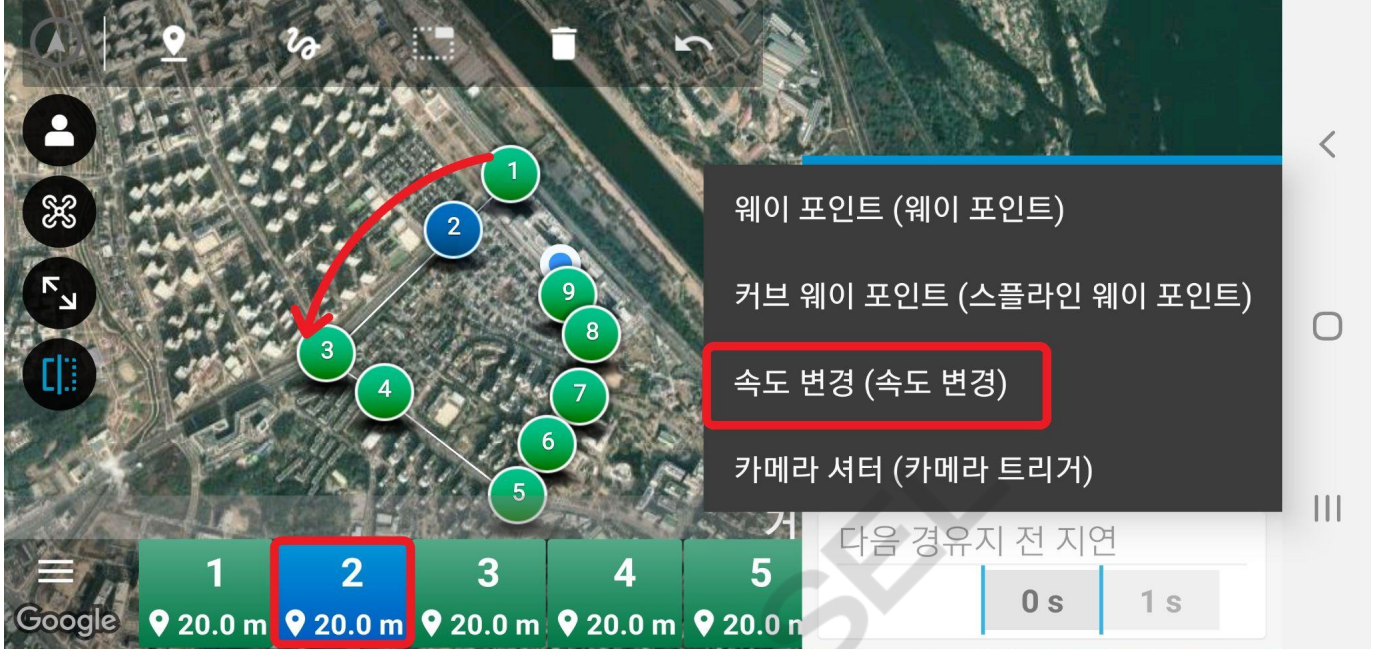 1
2
3
4
5
6
7
8
9
웨이 포인트 (웨이 포인트)
커브 웨이 포인트 (스플라인 웨이 포인트)
속도 변경 (속도 변경)
카메라 셔터 (카메라 트리거)
다음 경유지 전 지연
0 s 1 s
1 2 3 4 5
Google 20.0 m 20.0 m 20.0 m 20.0 m 20.0 m